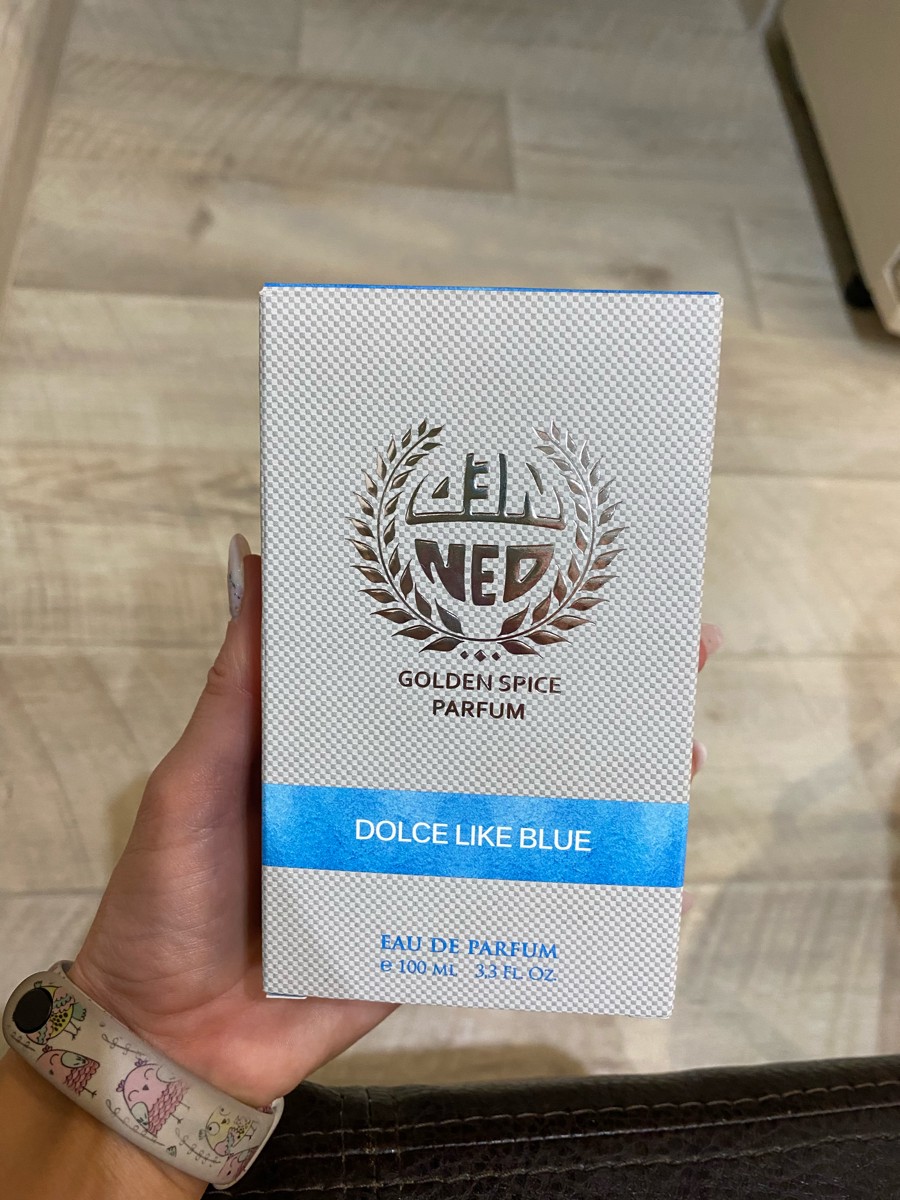 NED
GOLDEN SPICE
PARFUM
DOLCE LIKE BLUE
EAU DE PARFUM
e 100 ML 3,3 FL. OZ.